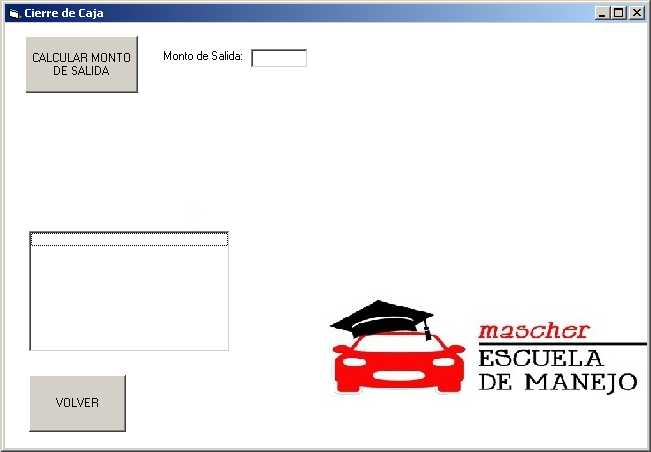 Cierre de Caja
CALCULAR MONTO
DE SALIDA
Monto de Salida:
VOLVER
mascher
ESCUELA
DE MANEJO